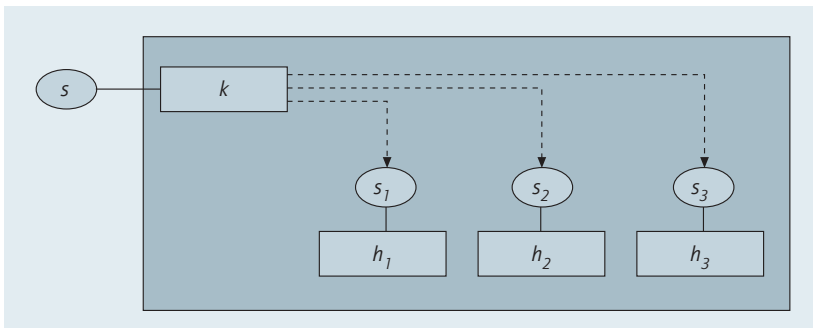 s
k
s₁
s₂
s₃
h₁
h₂
h₃